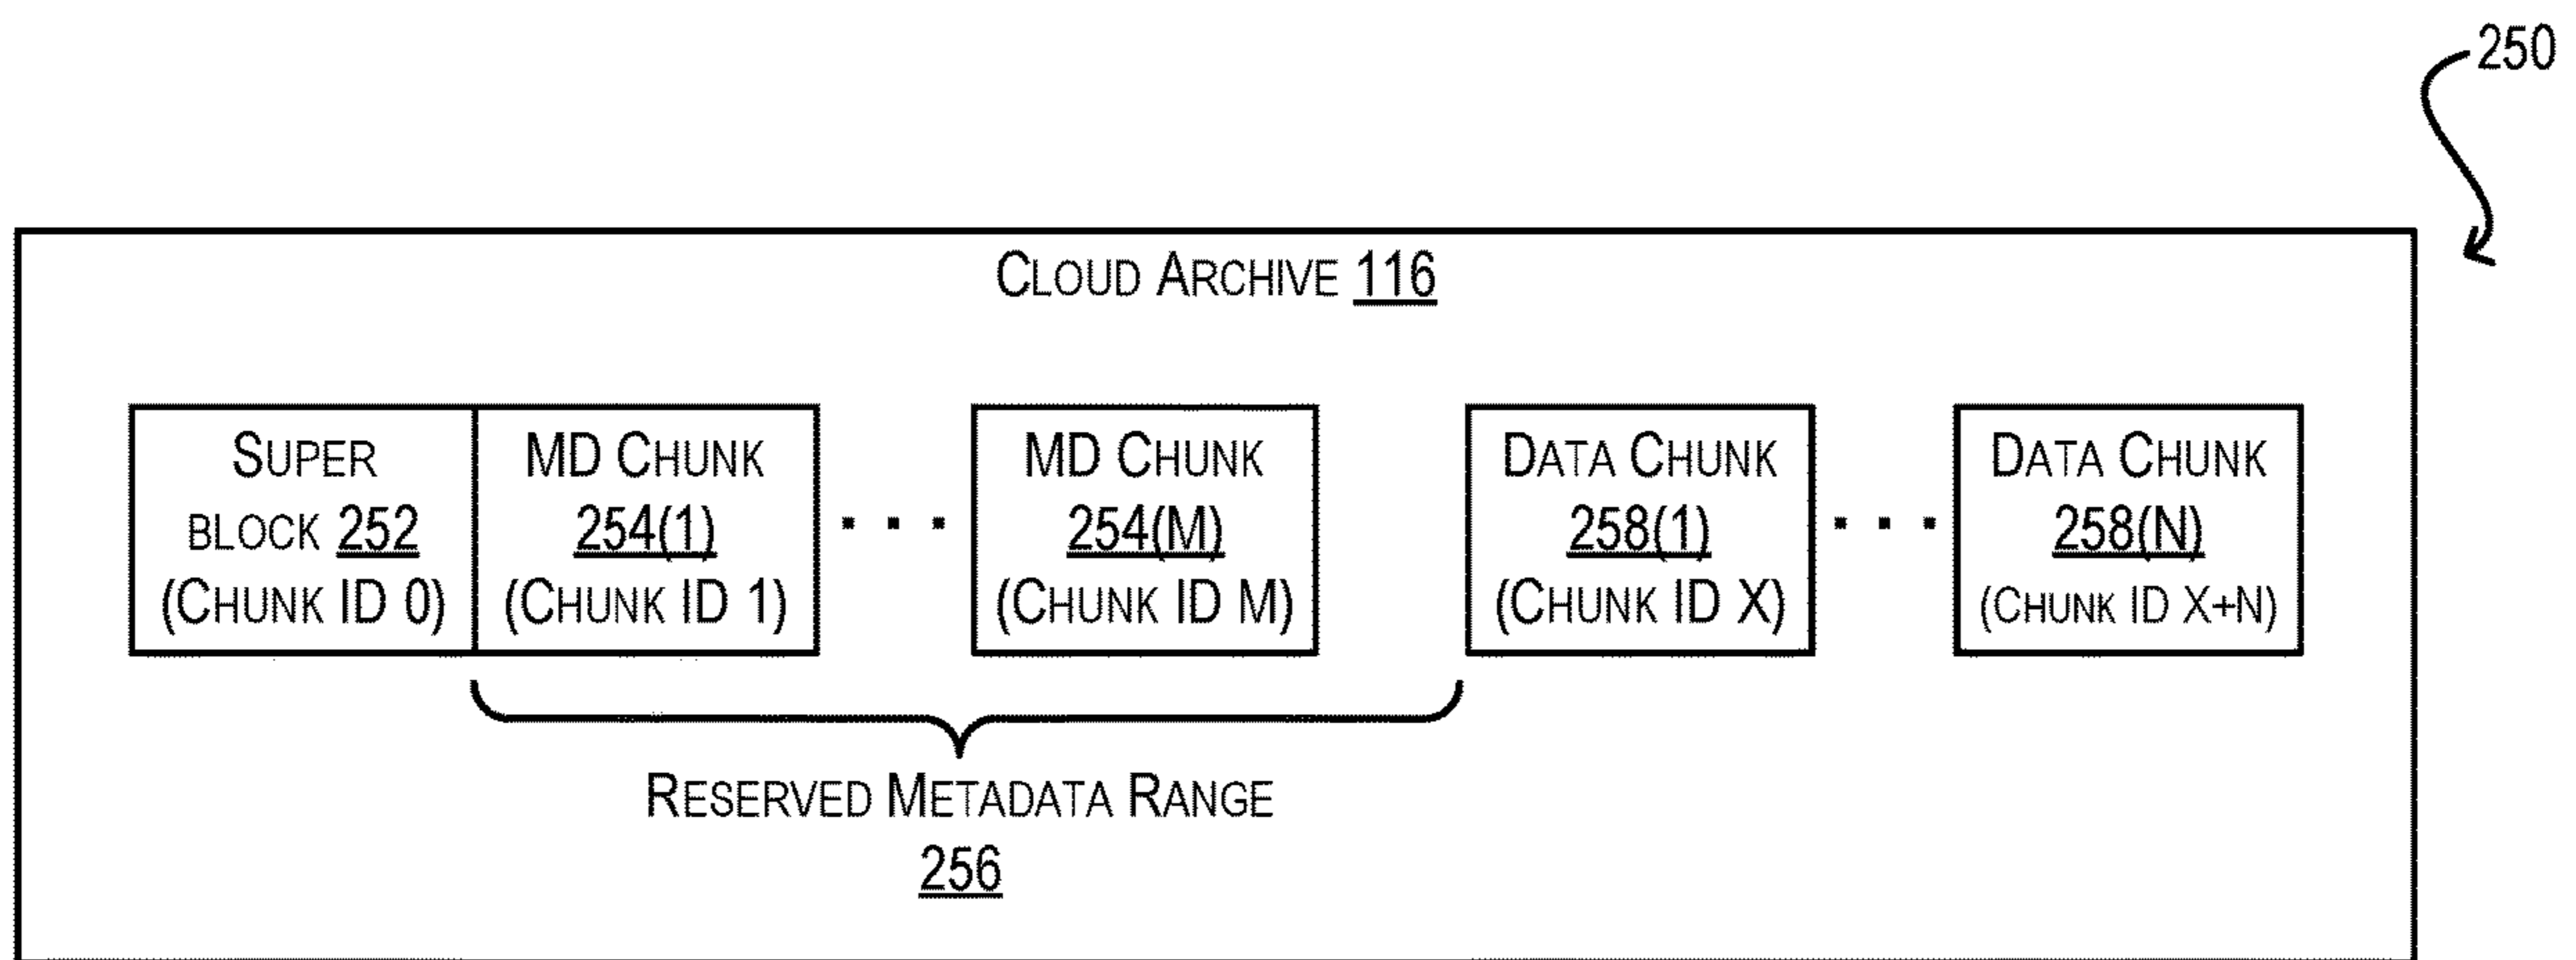 250
CLOUD ARCHIVE 116
SUPER
BLOCK 252
(CHUNK ID 0)
MD CHUNK
254(1)
(CHUNK ID 1)
. . .
MD CHUNK
254(M)
(CHUNK ID M)
DATA CHUNK
258(1)
(CHUNK ID X)
. . .
DATA CHUNK
258(N)
(CHUNK ID X+N)
RESERVED METADATA RANGE
256